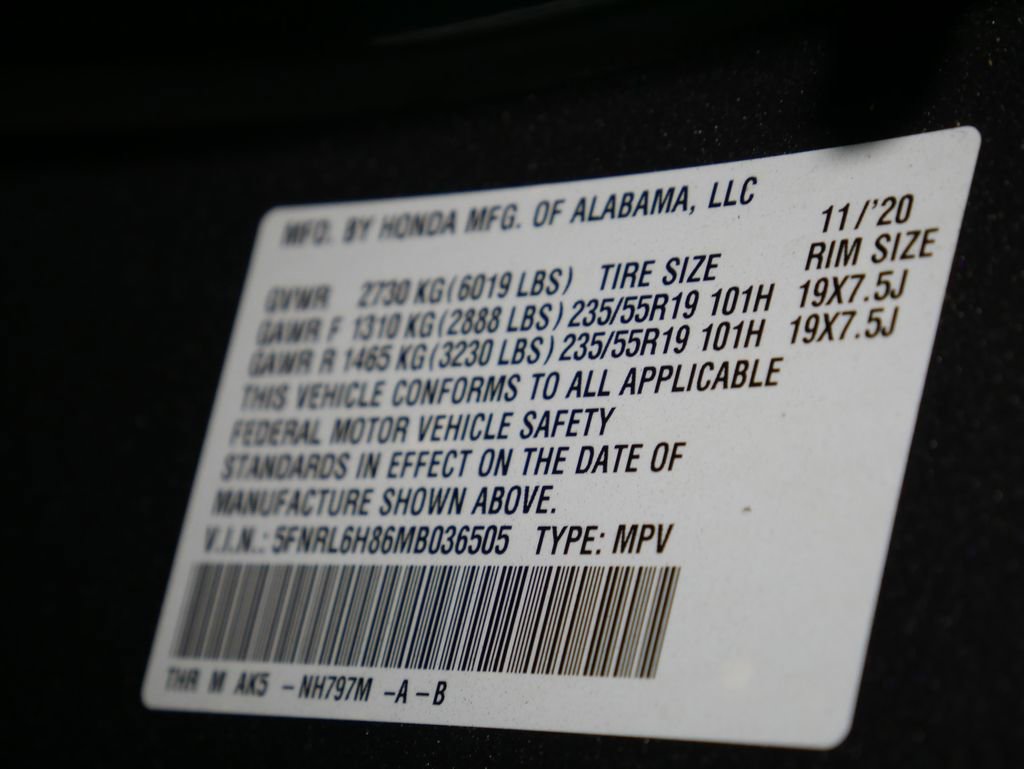 MFD. BY HONDA MFG. OF ALABAMA, LLC 11/'20
GVWR 2730 KG(6019 LBS) TIRE SIZE RIM SIZE
GAWR F 1310 KG(2888 LBS) 235/55R19 101H 19X7.5J
GAWR R 1465 KG(3230 LBS) 235/55R19 101H 19X7.5J
THIS VEHICLE CONFORMS TO ALL APPLICABLE
FEDERAL MOTOR VEHICLE SAFETY
STANDARDS IN EFFECT ON THE DATE OF
MANUFACTURE SHOWN ABOVE.
V.I.N.: 5FNRL6H86MB036505 TYPE: MPV
THR M AK5 -NH797M -A-B